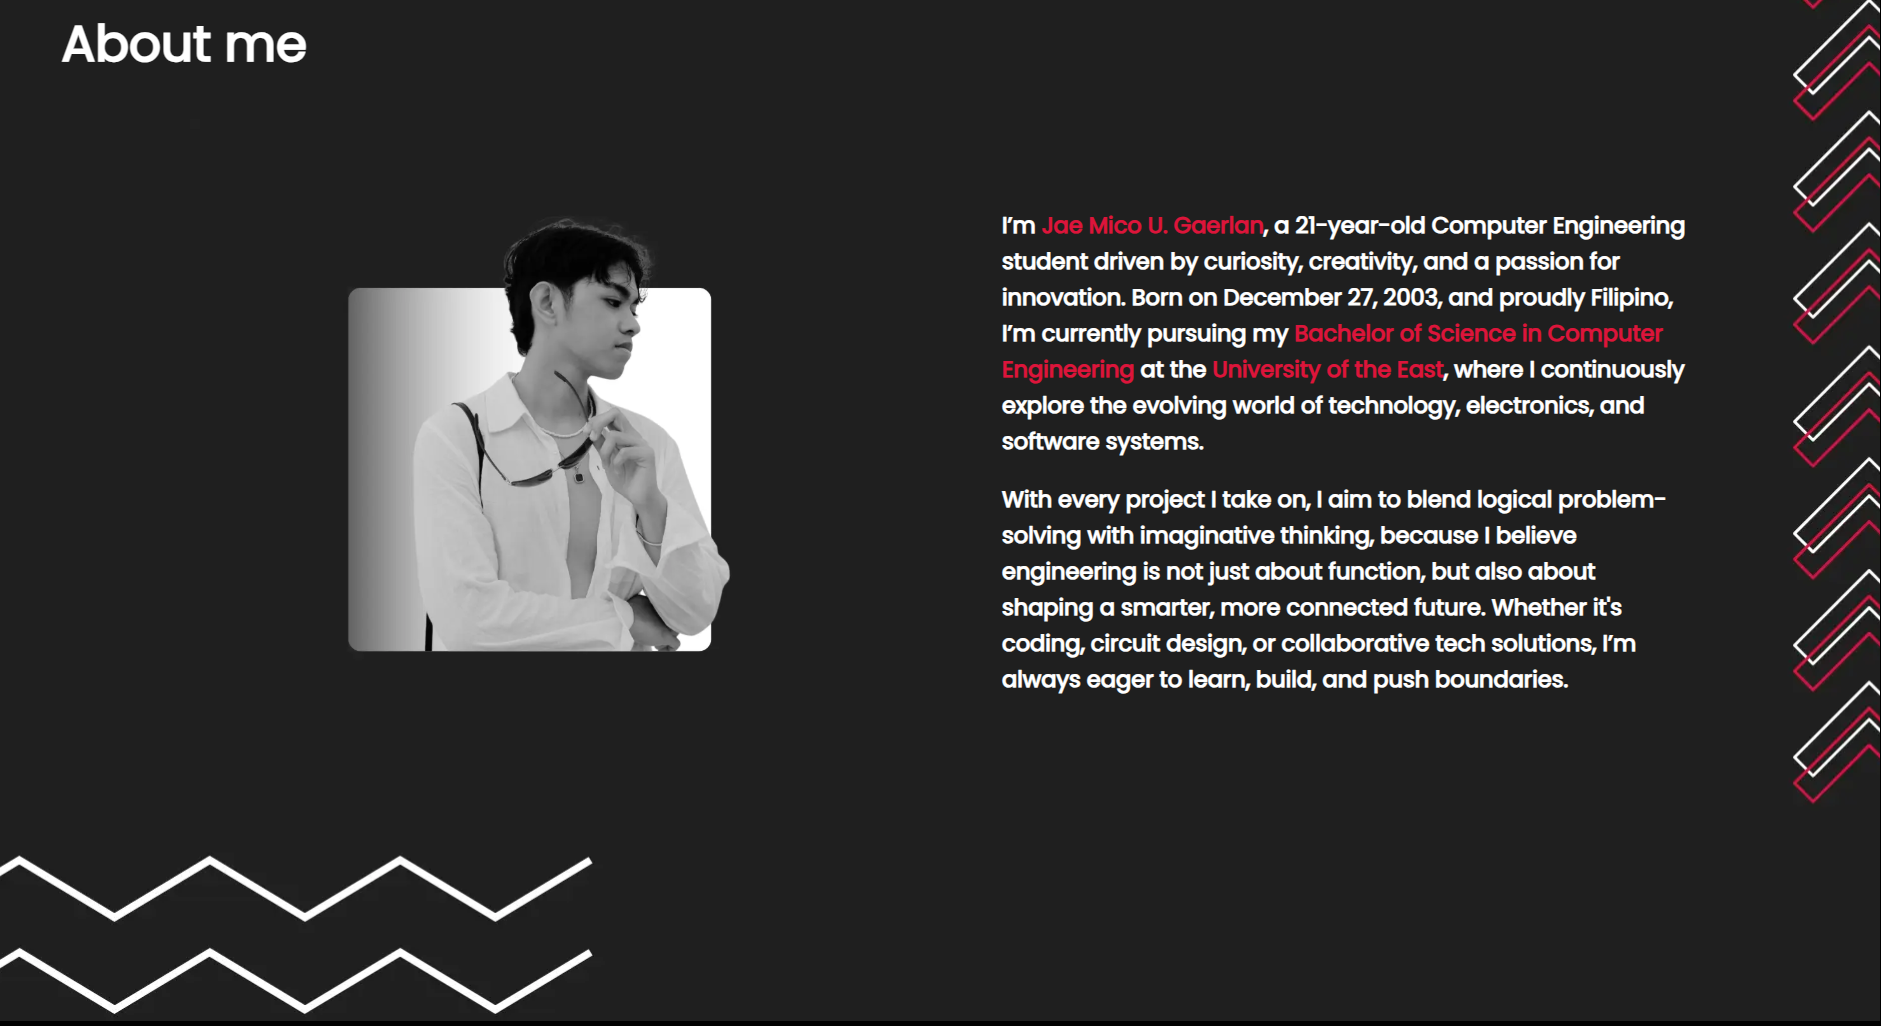 About me
I’m Jae Mico U. Gaerlan, a 21-year-old Computer Engineering
student driven by curiosity, creativity, and a passion for
innovation. Born on December 27, 2003, and proudly Filipino,
I’m currently pursuing my Bachelor of Science in Computer
Engineering at the University of the East, where I continuously
explore the evolving world of technology, electronics, and
software systems.
With every project I take on, I aim to blend logical problem-
solving with imaginative thinking, because I believe
engineering is not just about function, but also about
shaping a smarter, more connected future. Whether it's
coding, circuit design, or collaborative tech solutions, I’m
always eager to learn, build, and push boundaries.